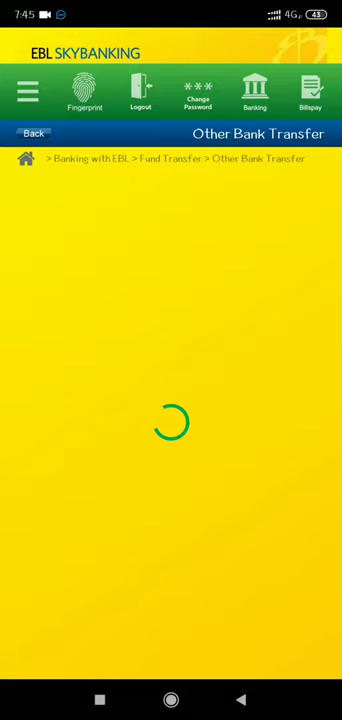 7:45 4G 43
EBL SKYBANKING
Fingerprint
Logout
***
Change
Password
Banking
Billspay
Back
Other Bank Transfer
> Banking with EBL > Fund Transfer > Other Bank Transfer